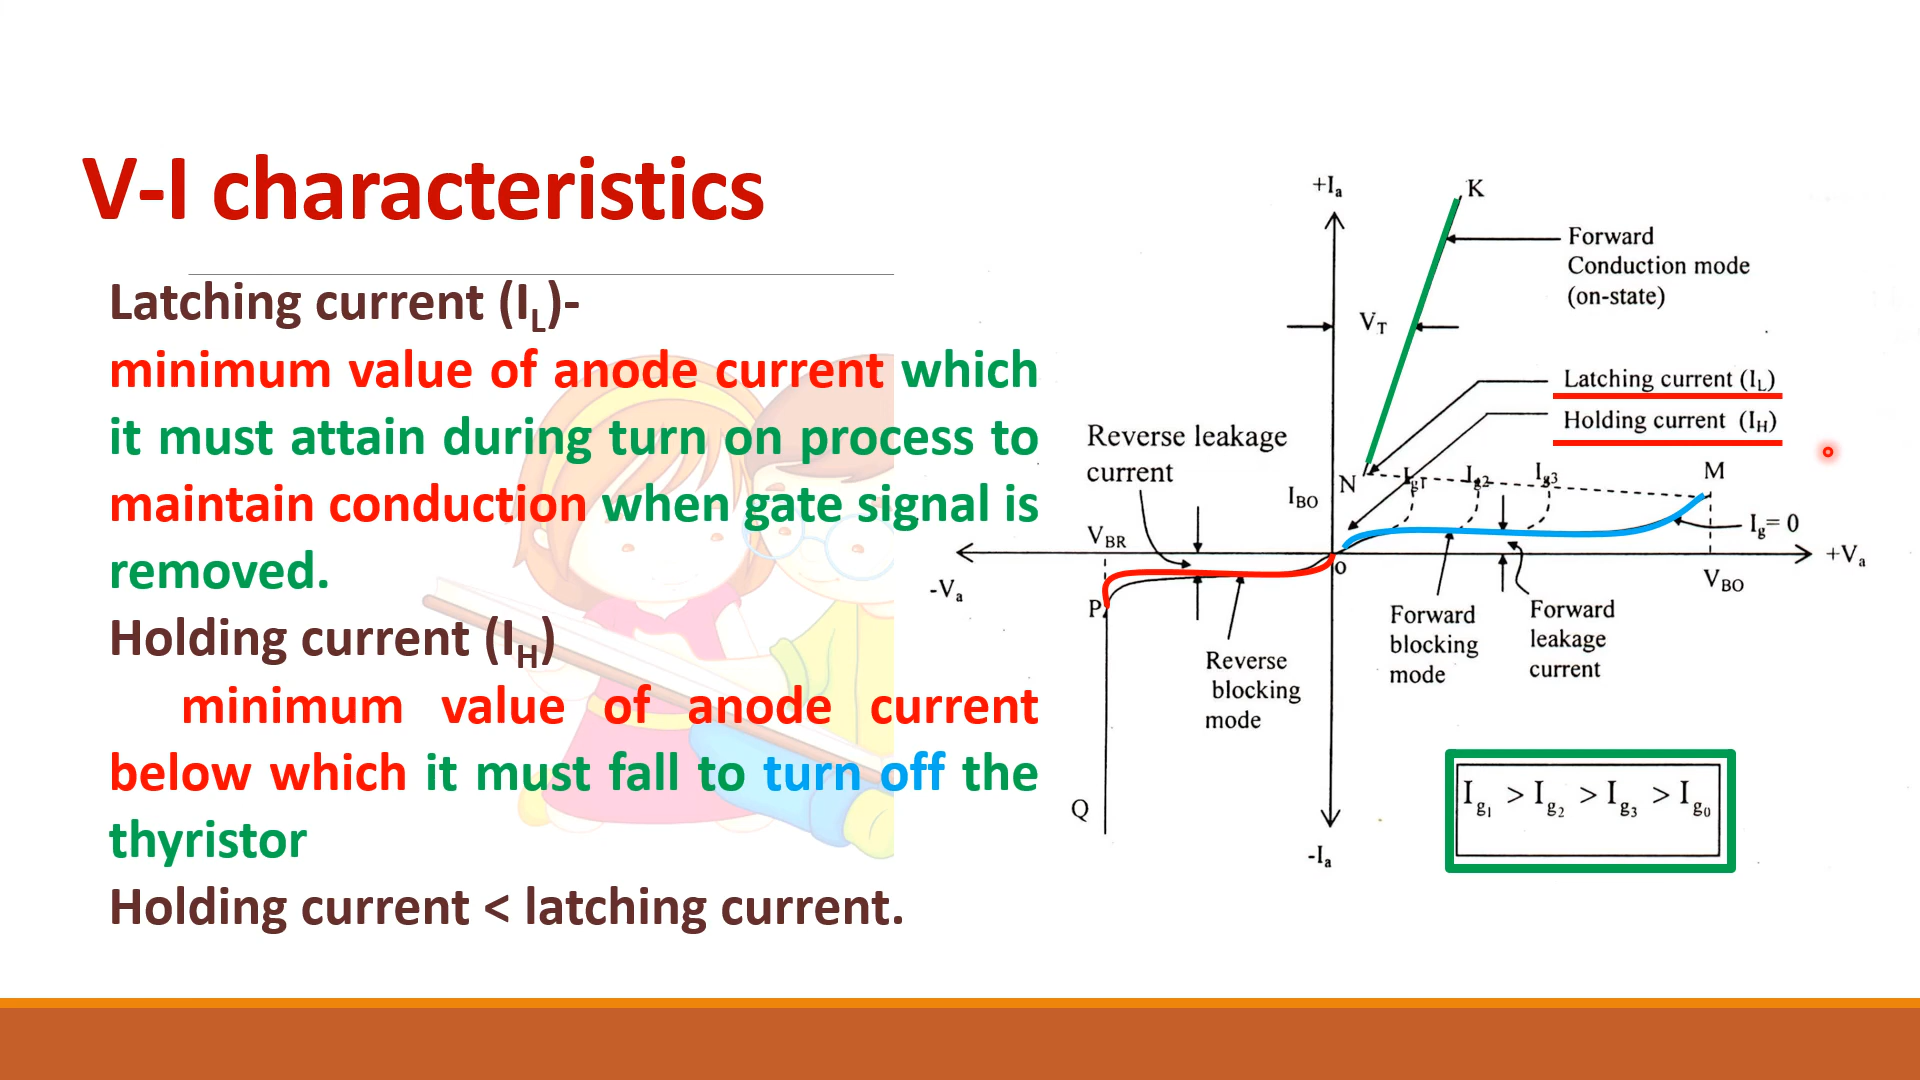 V-I characteristics
Latching current (I_L)-
minimum value of anode current which
it must attain during turn on process to
maintain conduction when gate signal is
removed.
Holding current (I_H)
minimum value of anode current
below which it must fall to turn off the
thyristor
Holding current < latching current.
+I_a
K
Forward
Conduction mode
(on-state)
V_T
Latching current (I_L)
Holding current (I_H)
Reverse leakage
current
I_BO
N
I_g1
I_g2
I_g3
M
I_g= 0
V_BR
-V_a
+V_a
o
V_BO
P
Forward
blocking
mode
Forward
leakage
current
Reverse
blocking
mode
Q
-I_a
I_g1 > I_g2 > I_g3 > I_g0